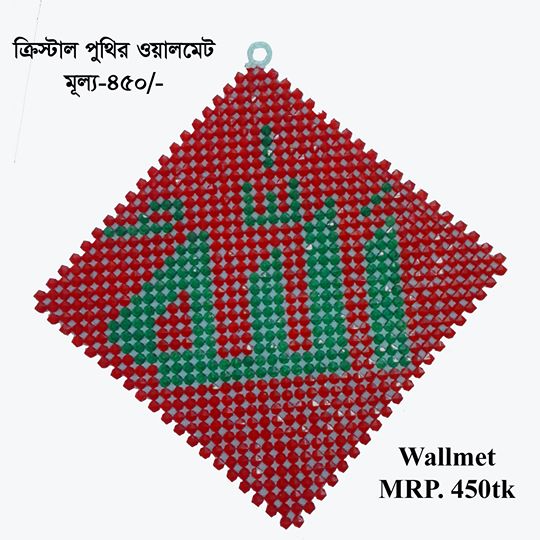 ক্রিস্টাল পুথির ওয়ালমেট
মূল্য-৪৫০/-
الله
Wallmet
MRP. 450tk